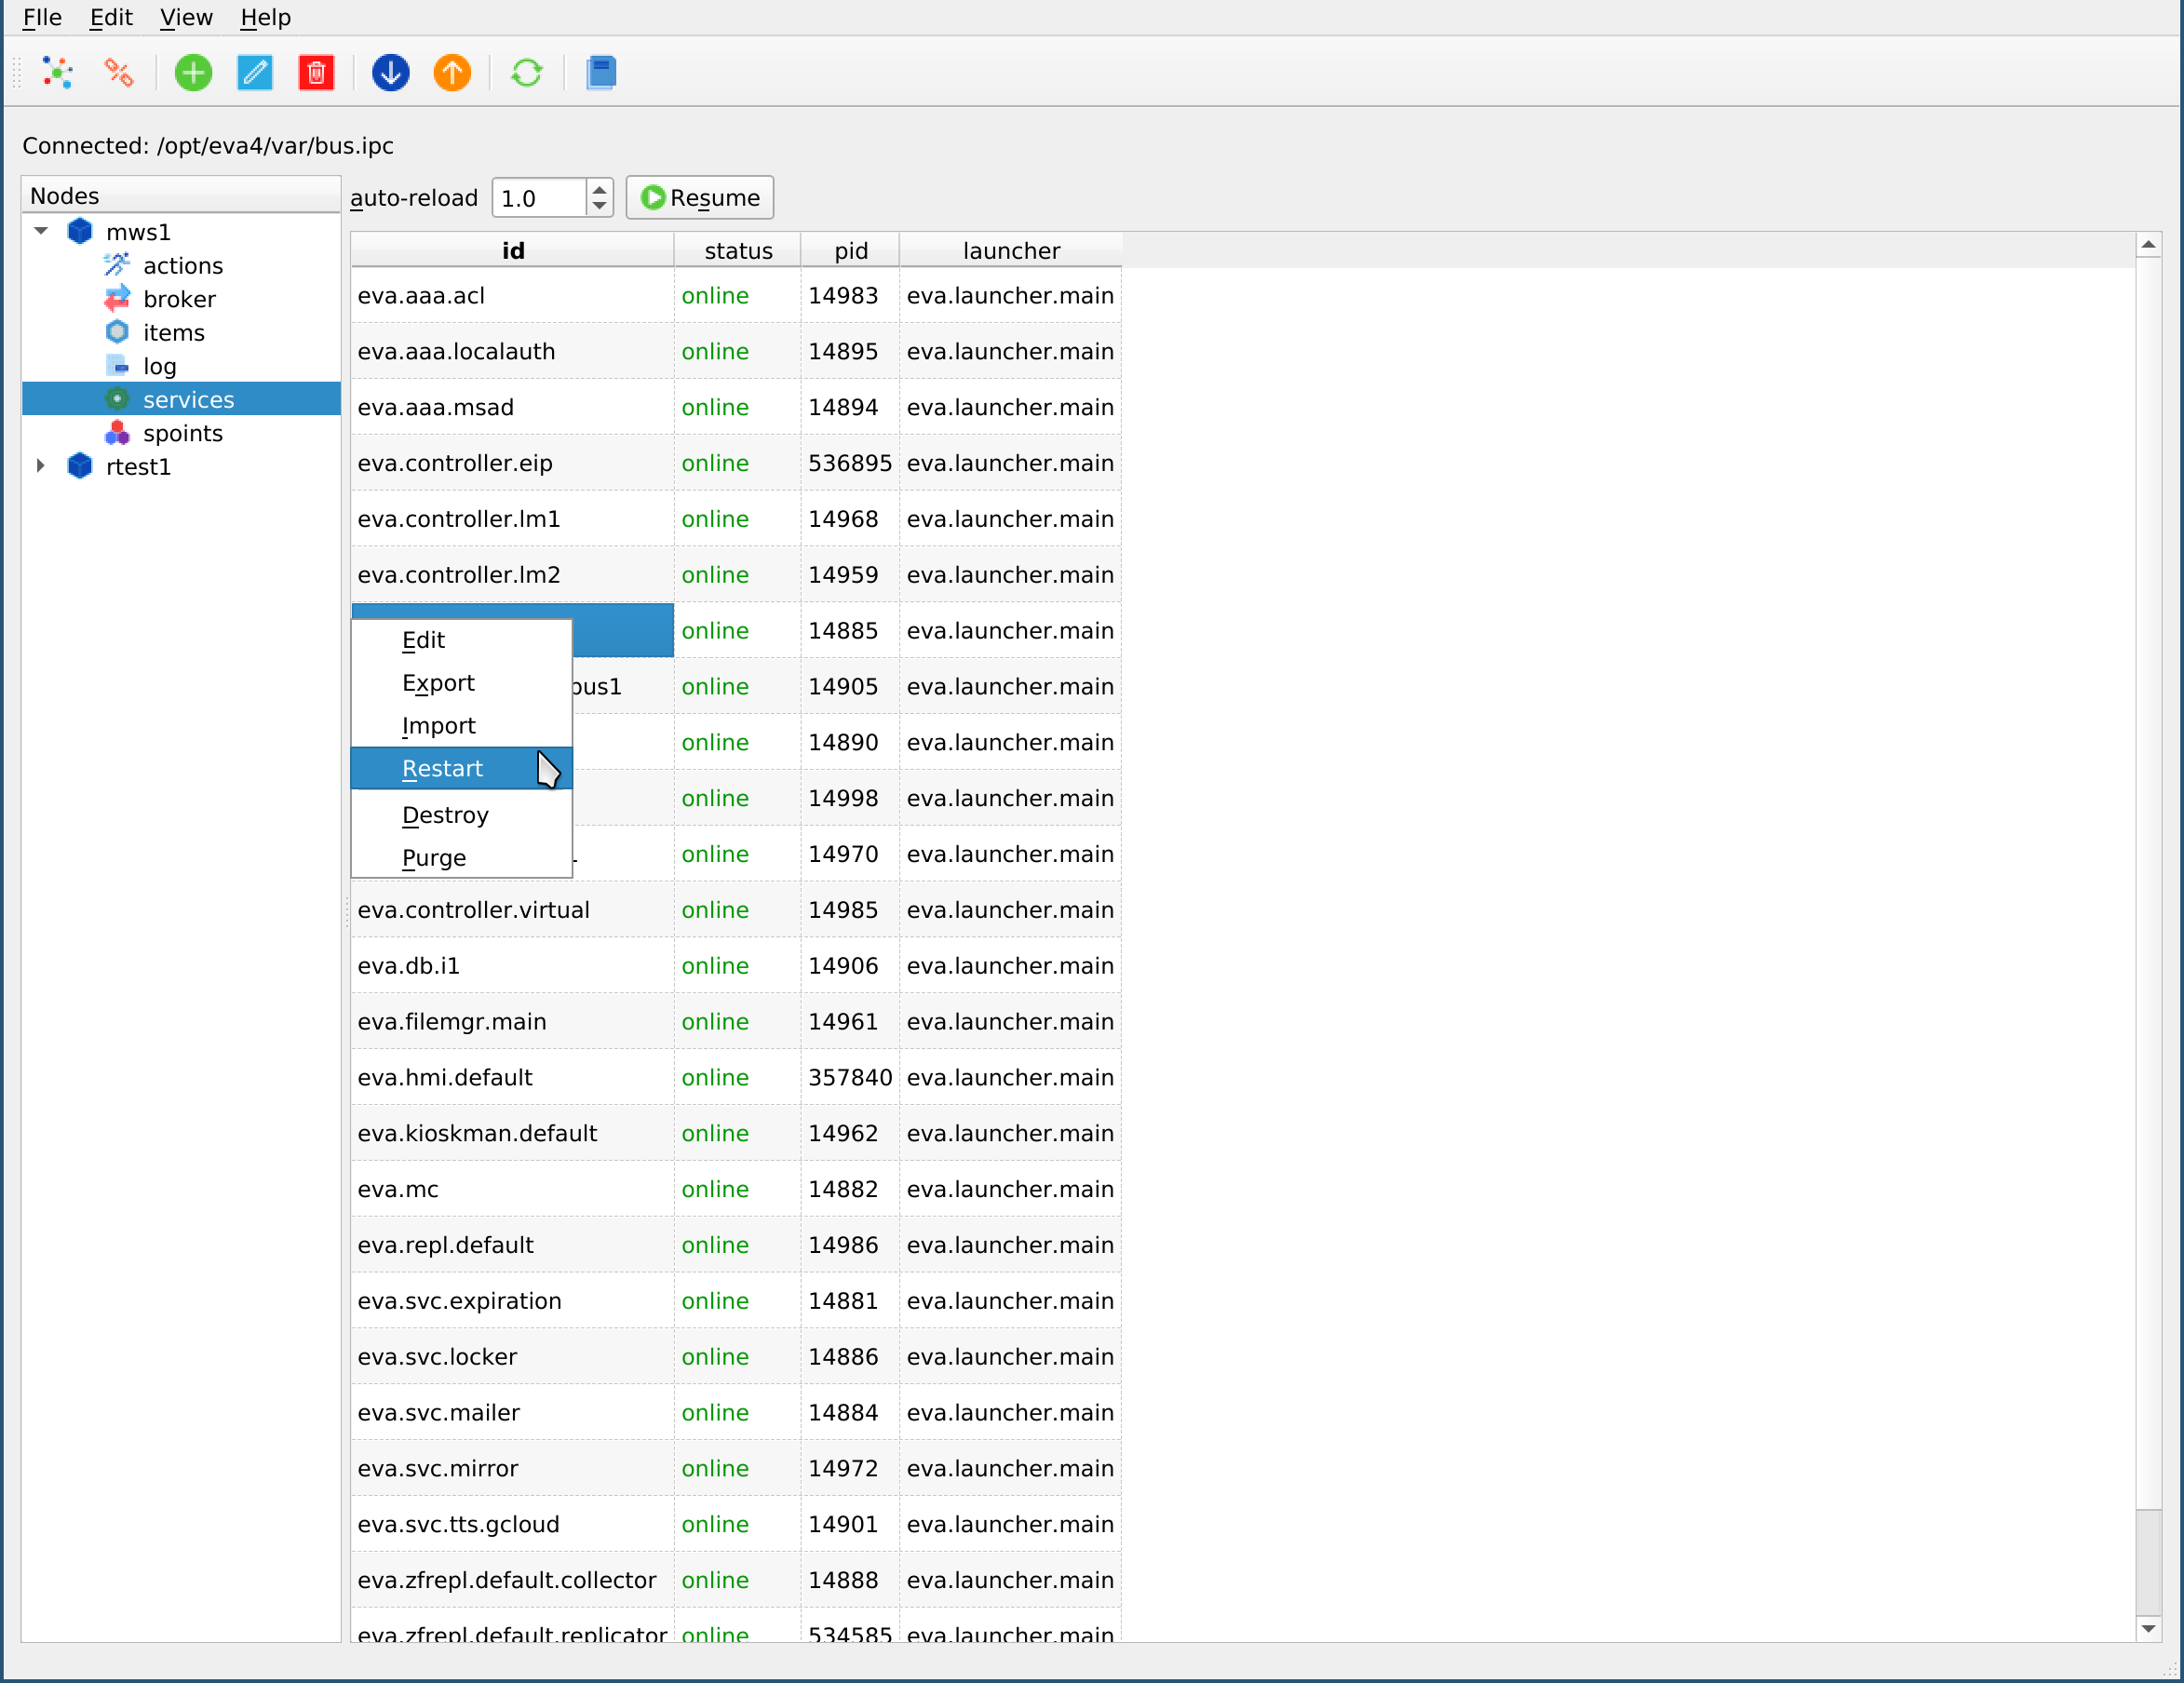 FIle Edit View Help
Connected: /opt/eva4/var/bus.ipc
Nodes
mws1
actions
broker
items
log
services
spoints
rtest1
auto-reload 1.0 Resume
id status pid launcher
eva.aaa.acl online 14983 eva.launcher.main
eva.aaa.localauth online 14895 eva.launcher.main
eva.aaa.msad online 14894 eva.launcher.main
eva.controller.eip online 536895 eva.launcher.main
eva.controller.lm1 online 14968 eva.launcher.main
eva.controller.lm2 online 14959 eva.launcher.main
online 14885 eva.launcher.main
bus1 online 14905 eva.launcher.main
online 14890 eva.launcher.main
online 14998 eva.launcher.main
online 14970 eva.launcher.main
Edit
Export
Import
Restart
Destroy
Purge
eva.controller.virtual online 14985 eva.launcher.main
eva.db.i1 online 14906 eva.launcher.main
eva.filemgr.main online 14961 eva.launcher.main
eva.hmi.default online 357840 eva.launcher.main
eva.kioskman.default online 14962 eva.launcher.main
eva.mc online 14882 eva.launcher.main
eva.repl.default online 14986 eva.launcher.main
eva.svc.expiration online 14881 eva.launcher.main
eva.svc.locker online 14886 eva.launcher.main
eva.svc.mailer online 14884 eva.launcher.main
eva.svc.mirror online 14972 eva.launcher.main
eva.svc.tts.gcloud online 14901 eva.launcher.main
eva.zfrepl.default.collector online 14888 eva.launcher.main
eva.zfrepl.default.replicator online 534585 eva.launcher.main